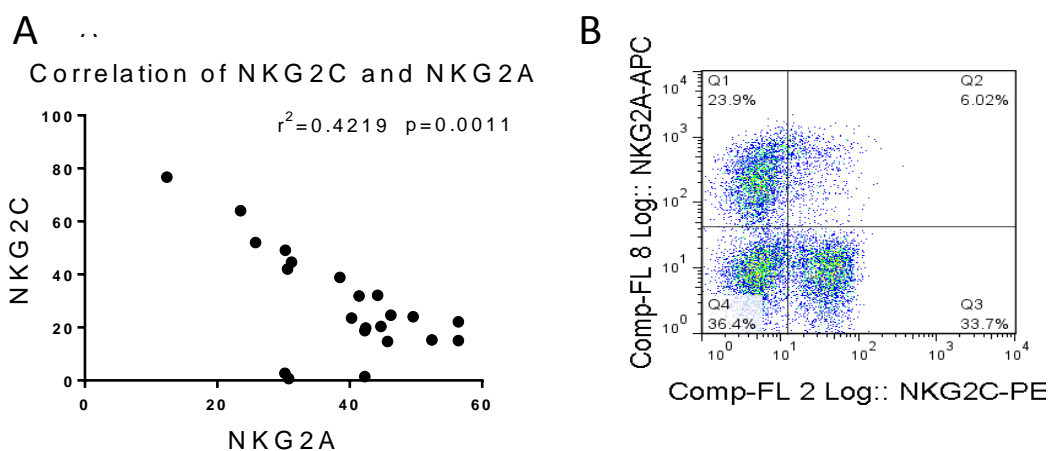 A
Correlation of NKG2C and NKG2A
r²=0.4219 p=0.0011
100
80
60
40
20
0
NKG2C
0 20 40 60
NKG2A
B
Q1
23.9%
Q2
6.02%
Q4
36.4%
Q3
33.7%
10⁴
10³
10²
10¹
10⁰
Comp-FL 8 Log:: NKG2A-APC
10⁰ 10¹ 10² 10³ 10⁴
Comp-FL 2 Log:: NKG2C-PE